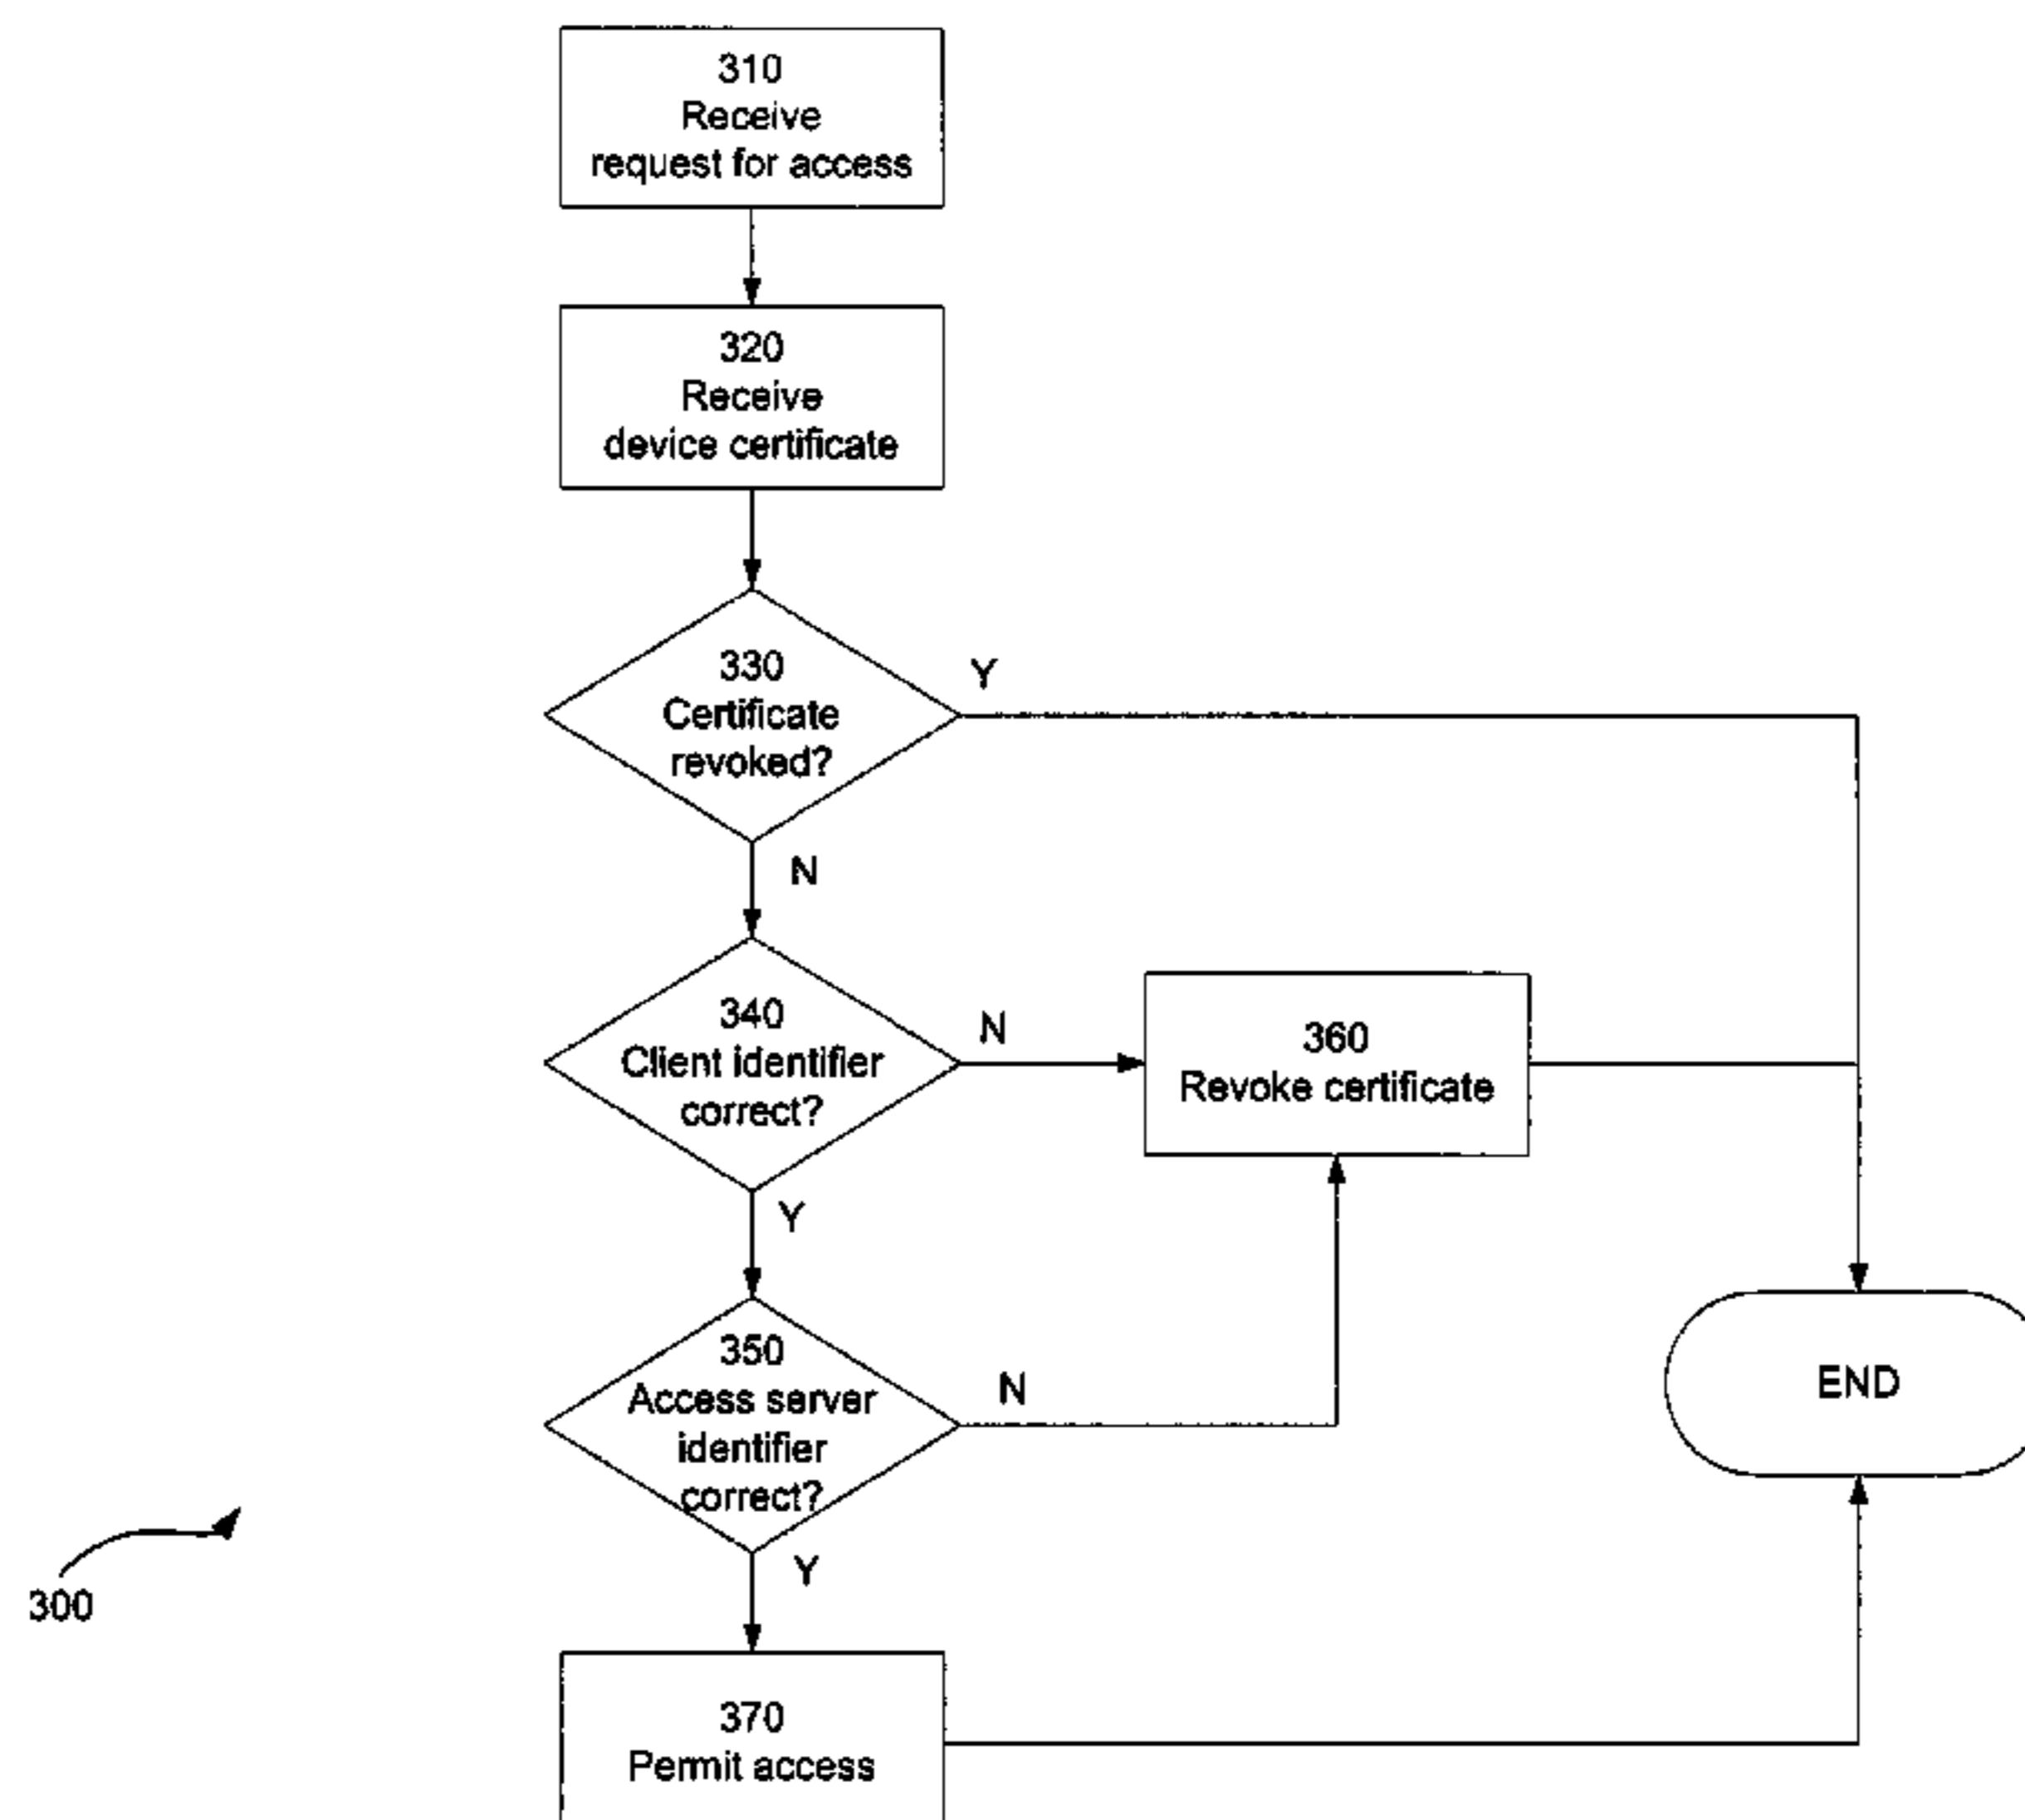 310
Receive
request for access
320
Receive
device certificate
330
Certificate
revoked?
Y
N
340
Client identifier
correct?
N
360
Revoke certificate
Y
350
Access server
identifier
correct?
N
END
Y
300
370
Permit access